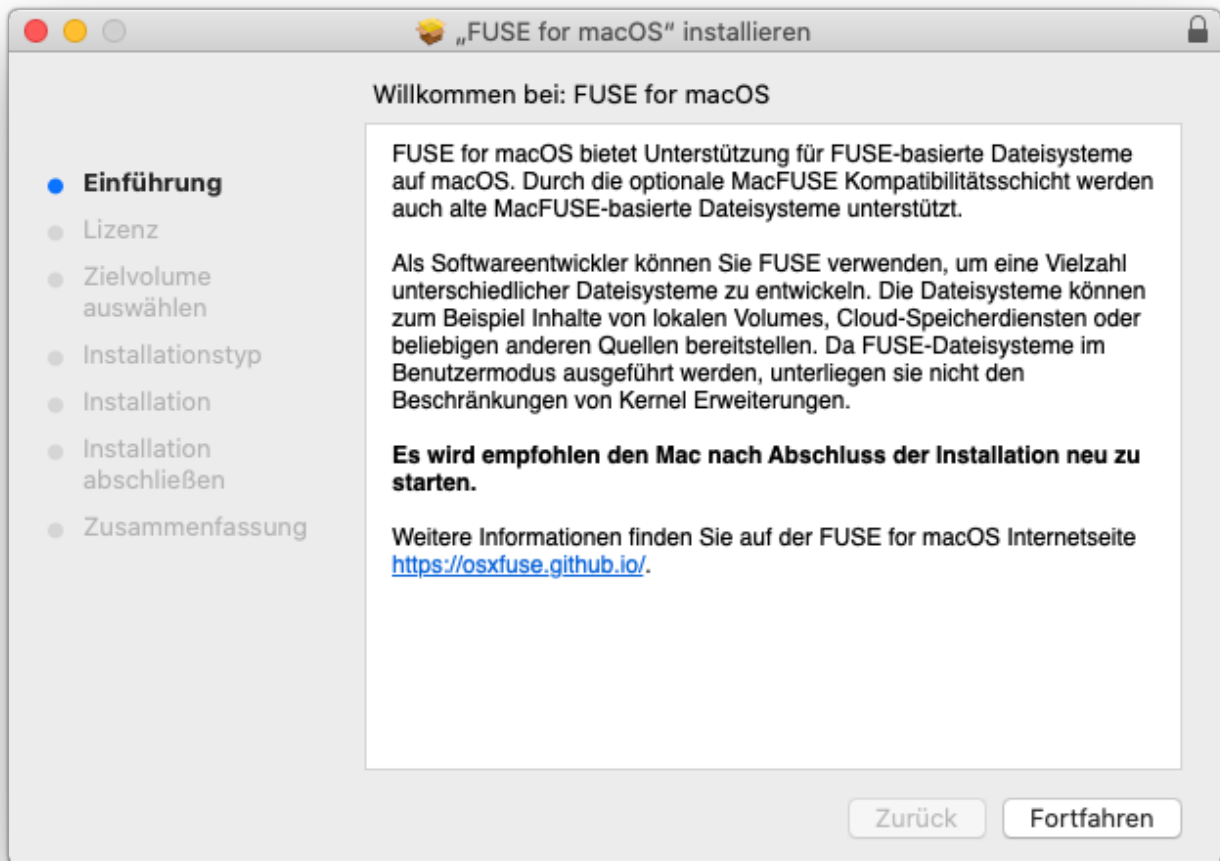 „FUSE for macOS“ installieren
Willkommen bei: FUSE for macOS
Einführung
Lizenz
Zielvolume
auswählen
Installationstyp
Installation
Installation
abschließen
Zusammenfassung
FUSE for macOS bietet Unterstützung für FUSE-basierte Dateisysteme
auf macOS. Durch die optionale MacFUSE Kompatibilitätsschicht werden
auch alte MacFUSE-basierte Dateisysteme unterstützt.
Als Softwareentwickler können Sie FUSE verwenden, um eine Vielzahl
unterschiedlicher Dateisysteme zu entwickeln. Die Dateisysteme können
zum Beispiel Inhalte von lokalen Volumes, Cloud-Speicherdiensten oder
beliebigen anderen Quellen bereitstellen. Da FUSE-Dateisysteme im
Benutzermodus ausgeführt werden, unterliegen sie nicht den
Beschränkungen von Kernel Erweiterungen.
Es wird empfohlen den Mac nach Abschluss der Installation neu zu
starten.
Weitere Informationen finden Sie auf der FUSE for macOS Internetseite
https://osxfuse.github.io/.
Zurück
Fortfahren